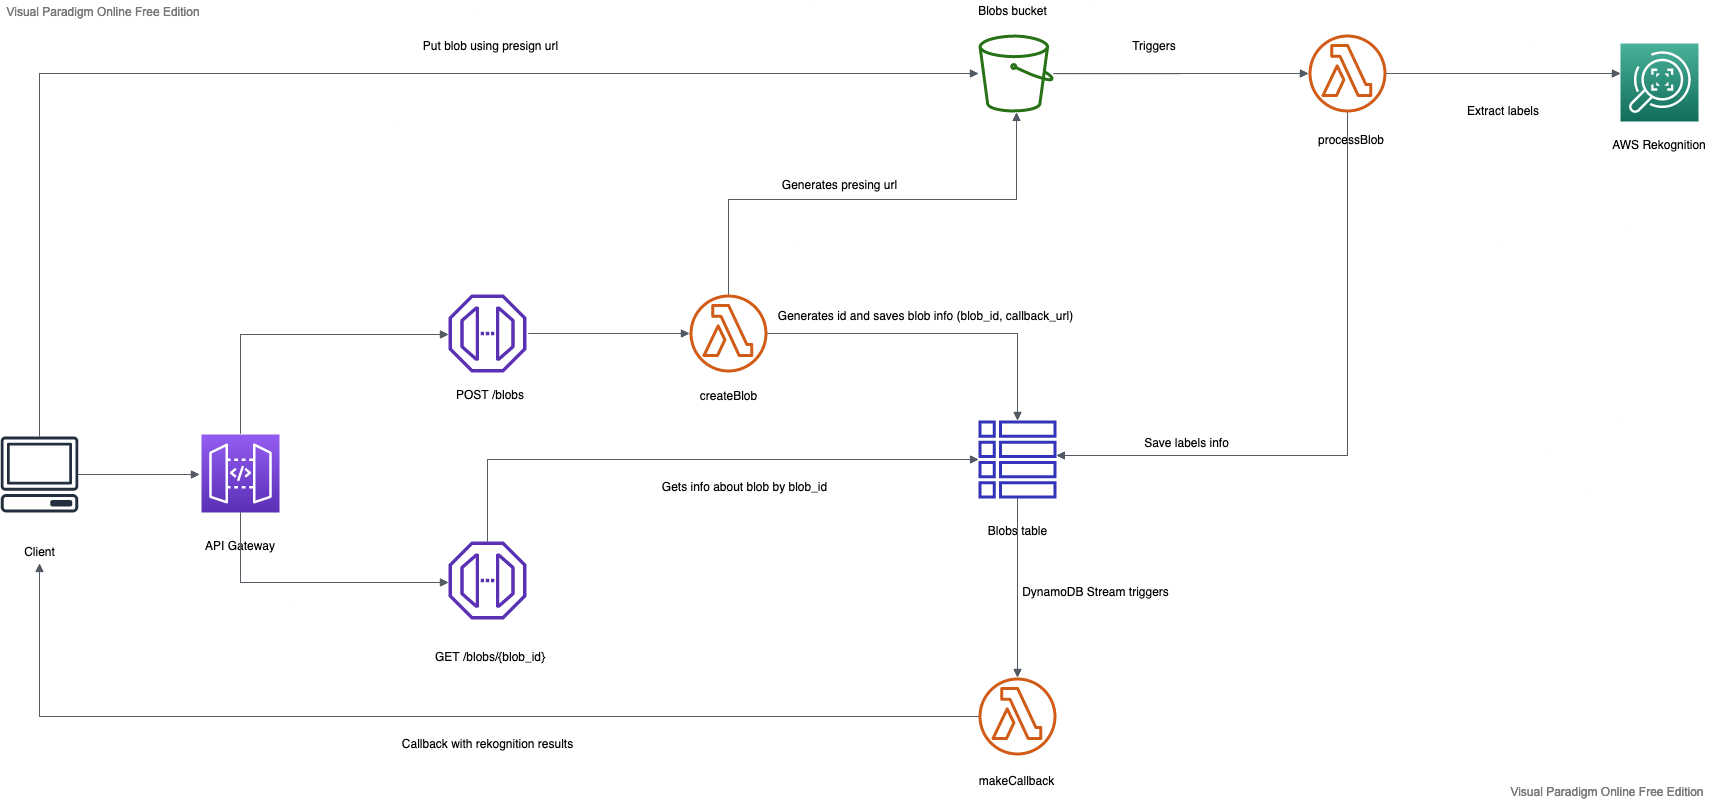 Visual Paradigm Online Free Edition
Blobs bucket
Put blob using presign url
Triggers
Extract labels
processBlob
AWS Rekognition
Generates presing url
Generates id and saves blob info (blob_id, callback_url)
POST /blobs
createBlob
</>
Save labels info
Gets info about blob by blob_id
Blobs table
API Gateway
Client
DynamoDB Stream triggers
GET /blobs/{blob_id}
Callback with rekognition results
makeCallback
Visual Paradigm Online Free Edition